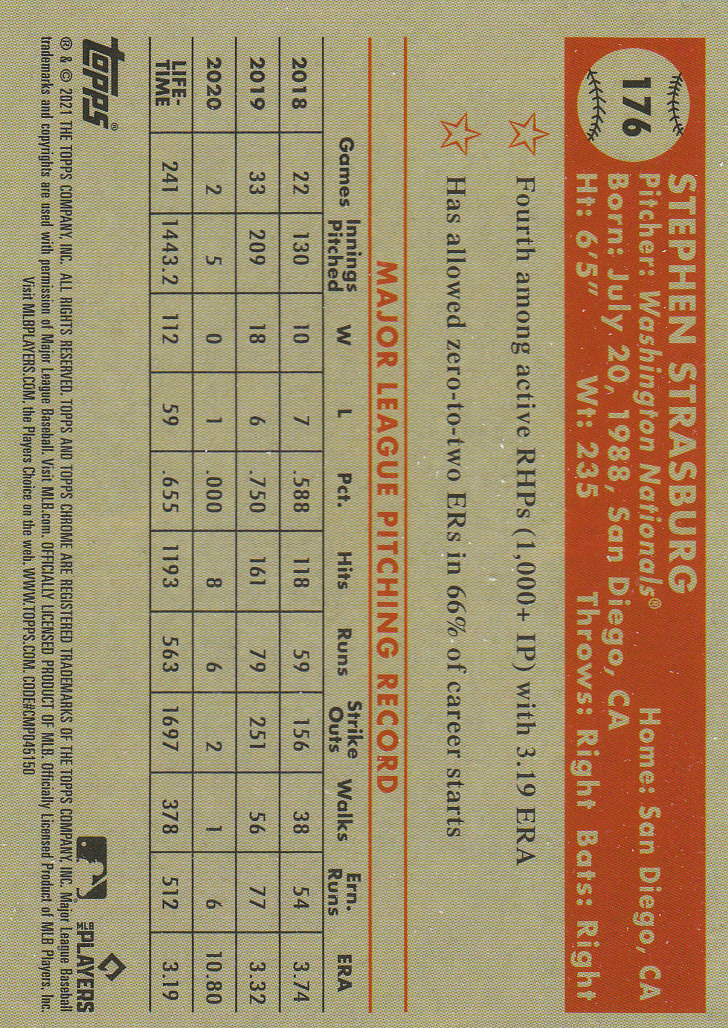 176
STEPHEN STRASBURG
Pitcher: Washington Nationals® Home: San Diego, CA
Born: July 20, 1988, San Diego, CA
Ht: 6'5" Wt: 235 Throws: Right Bats: Right
Fourth among active RHPs (1,000+ IP) with 3.19 ERA
Has allowed zero-to-two ERs in 66% of career starts
MAJOR LEAGUE PITCHING RECORD
Games Innings Pitched W L Pct. Hits Runs Strike Outs Walks Ern. Runs ERA
2018 22 130 10 7 .588 118 59 156 38 54 3.74
2019 33 209 18 6 .750 161 79 251 56 77 3.32
2020 2 5 0 1 .000 8 6 2 1 6 10.80
LIFE-TIME 241 1443.2 112 59 .655 1193 563 1697 378 512 3.19
Topps®
MLB PLAYERS
® & © 2021 THE TOPPS COMPANY, INC. ALL RIGHTS RESERVED. TOPPS AND TOPPS CHROME ARE REGISTERED TRADEMARKS OF THE TOPPS COMPANY, INC. Major League Baseball
trademarks and copyrights are used with permission of Major League Baseball. Visit MLB.com. OFFICIALLY LICENSED PRODUCT OF MLB. Officially Licensed Product of MLB Players, Inc.
Visit MLBPLAYERS.COM, the Players Choice on the web. WWW.TOPPS.COM. CODE#CMP045150